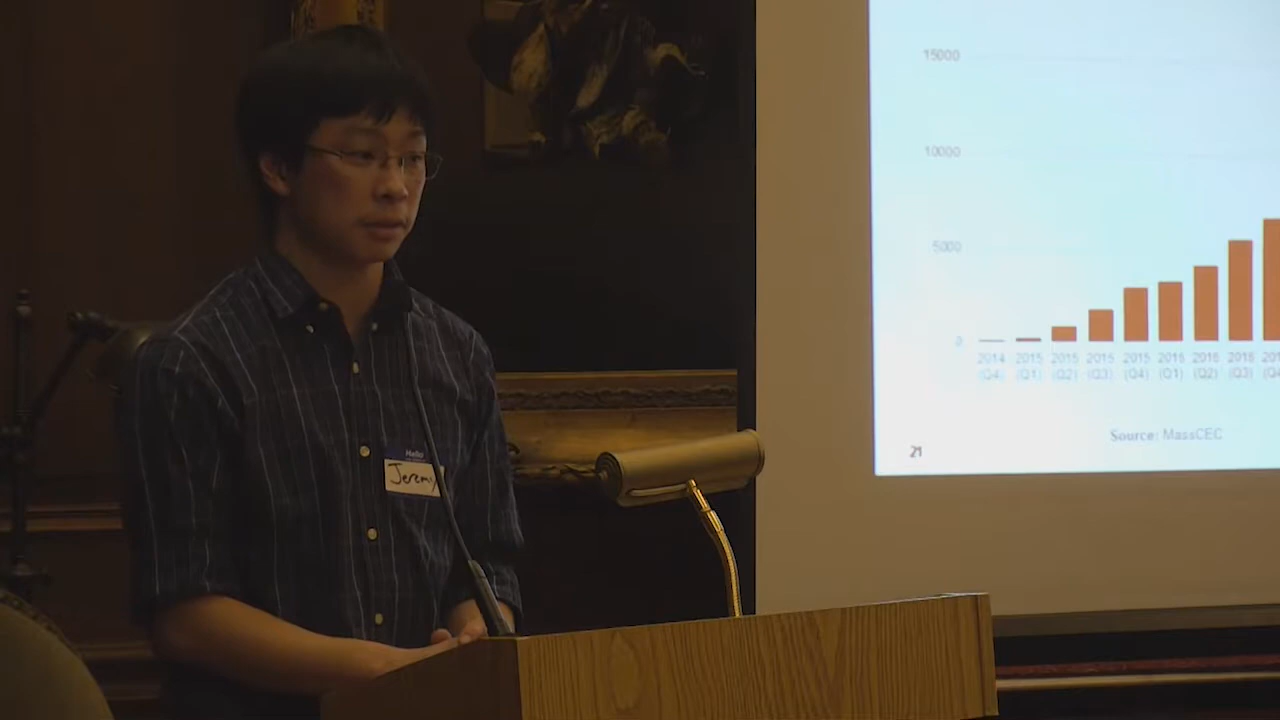 15000
10000
5000
0
2014 2015 2015 2015 2015 2016 2016 2016
(Q4) (Q1) (Q2) (Q3) (Q4) (Q1) (Q2) (Q3)
Source: MassCEC
21
Hello
Jeremy